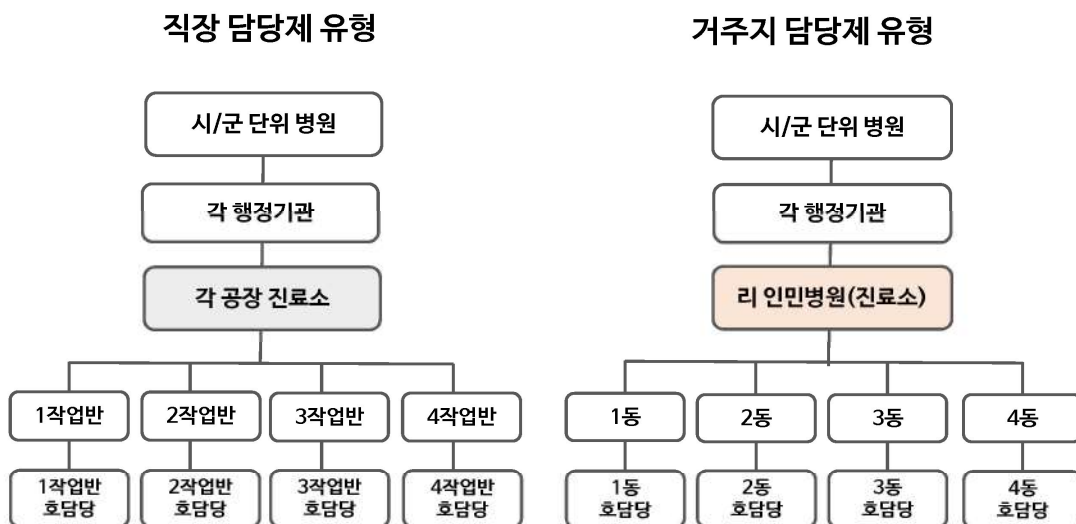 직장 담당제 유형
시/군 단위 병원
각 행정기관
각 공장 진료소
1작업반
2작업반
3작업반
4작업반
1작업반
호담당
2작업반
호담당
3작업반
호담당
4작업반
호담당
거주지 담당제 유형
시/군 단위 병원
각 행정기관
리 인민병원(진료소)
1동
2동
3동
4동
1동
호담당
2동
호담당
3동
호담당
4동
호담당